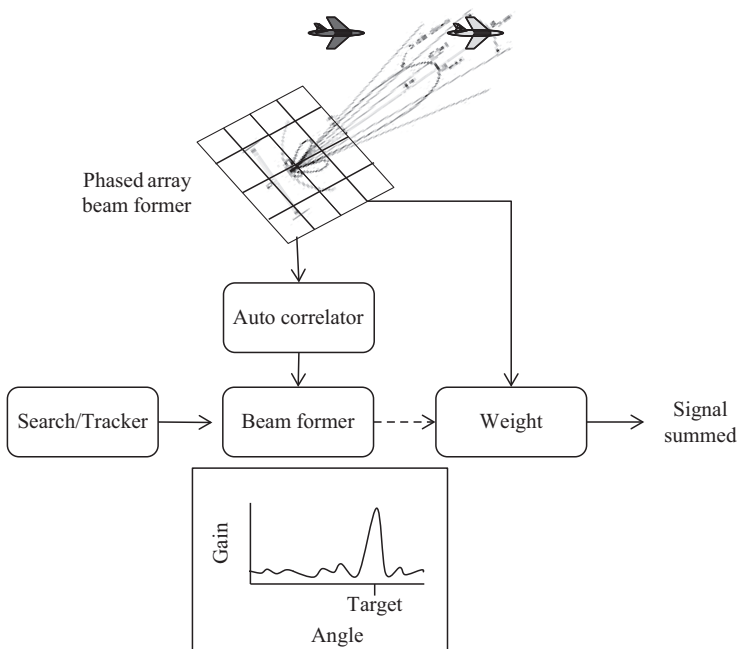 Phased array
beam former
Auto correlator
Search/Tracker
Beam former
Weight
Signal
summed
Gain
Target
Angle